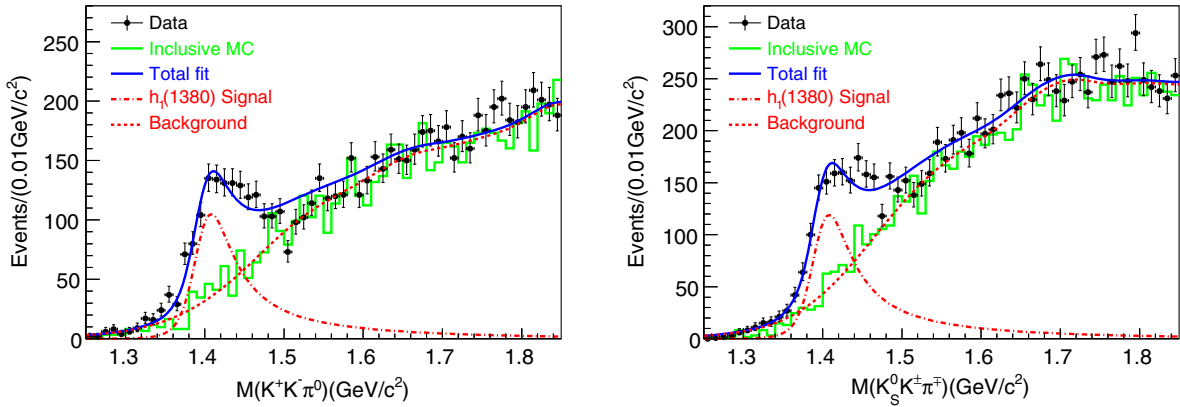 Events/(0.01GeV/c²)
250
200
150
100
50
0
Data
Inclusive MC
Total fit
h₁(1380) Signal
Background
1.3 1.4 1.5 1.6 1.7 1.8
M(K⁺K⁻π⁰)(GeV/c²)
Events/(0.01GeV/c²)
300
250
200
150
100
50
0
Data
Inclusive MC
Total fit
h₁(1380) Signal
Background
1.3 1.4 1.5 1.6 1.7 1.8
M(K⁰_S K^±π^∓)(GeV/c²)